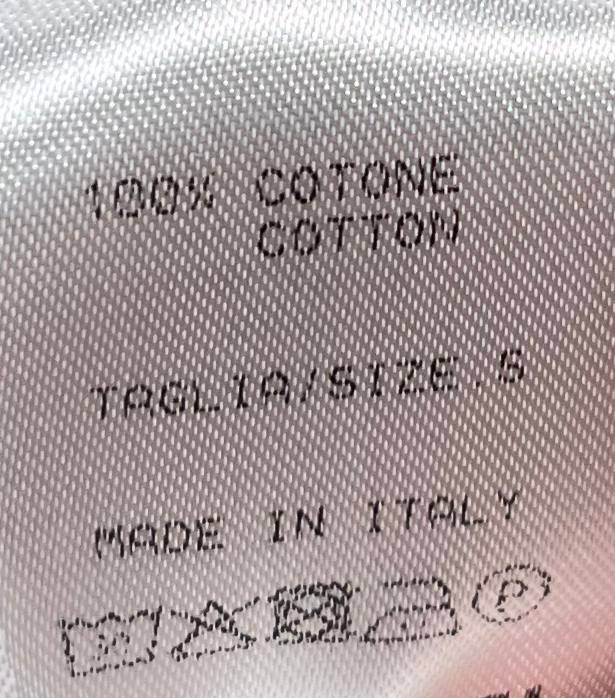 100% COTONE
COTTON
TAGLIA/SIZE.S
MADE IN ITALY
P